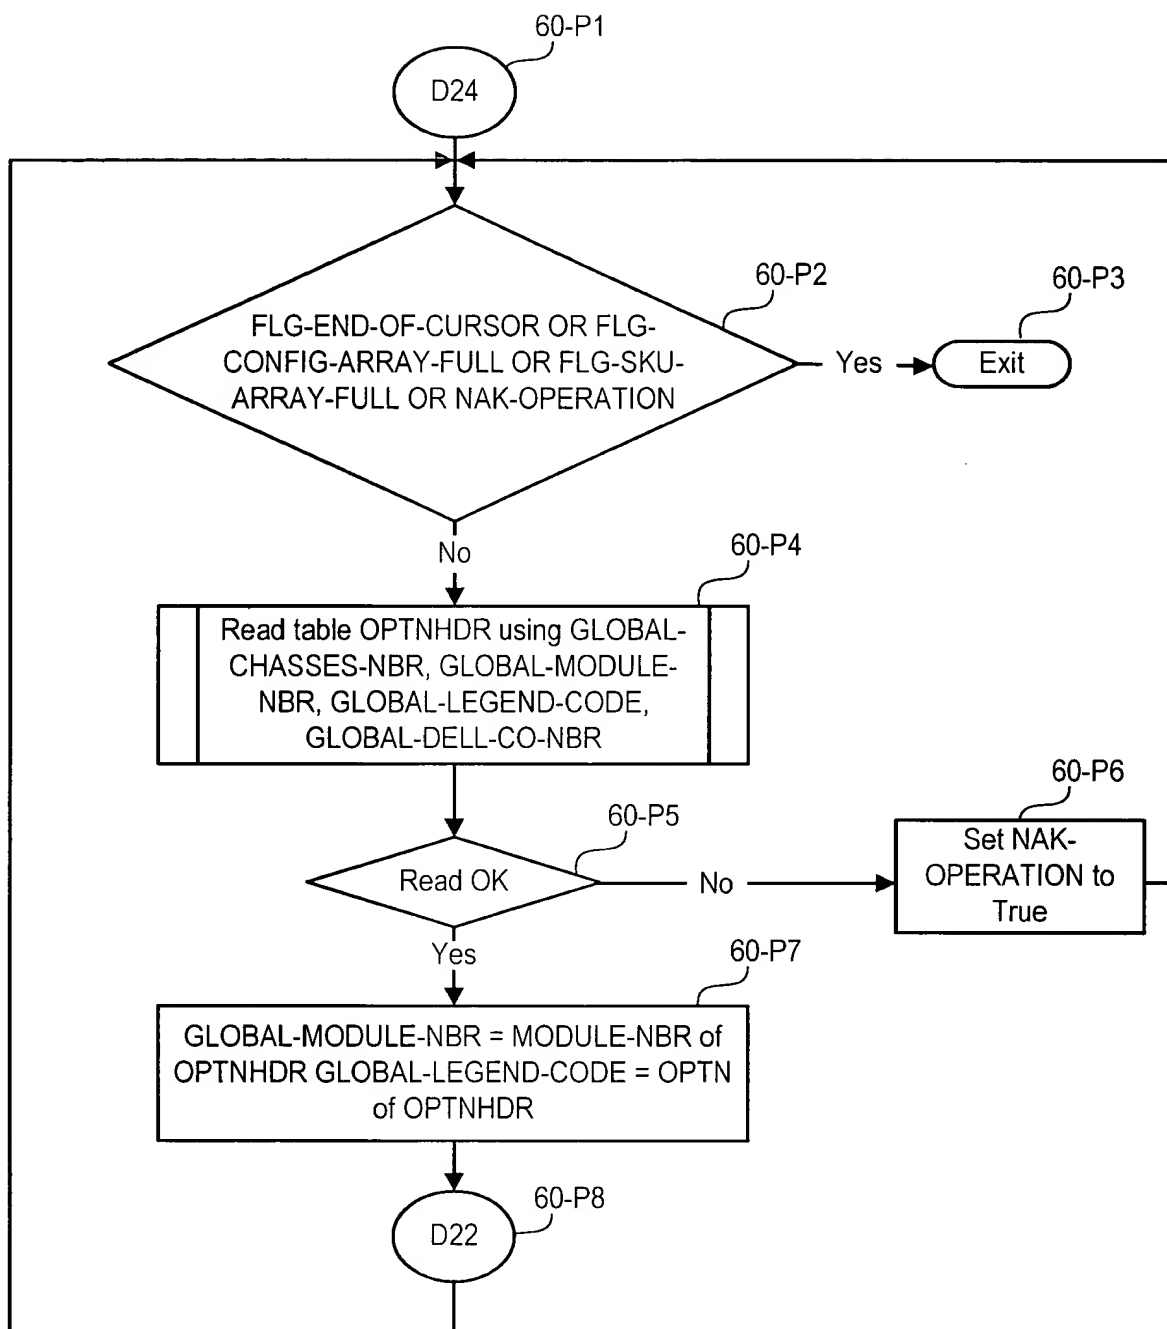 60-P1
D24
60-P2
60-P3
FLG-END-OF-CURSOR OR FLG-
CONFIG-ARRAY-FULL OR FLG-SKU-
ARRAY-FULL OR NAK-OPERATION
Yes
Exit
No
60-P4
Read table OPTNHDR using GLOBAL-
CHASSES-NBR, GLOBAL-MODULE-
NBR, GLOBAL-LEGEND-CODE,
GLOBAL-DELL-CO-NBR
60-P5
60-P6
Read OK
No
Set NAK-
OPERATION to
True
Yes
60-P7
GLOBAL-MODULE-NBR = MODULE-NBR of
OPTNHDR GLOBAL-LEGEND-CODE = OPTN
of OPTNHDR
60-P8
D22